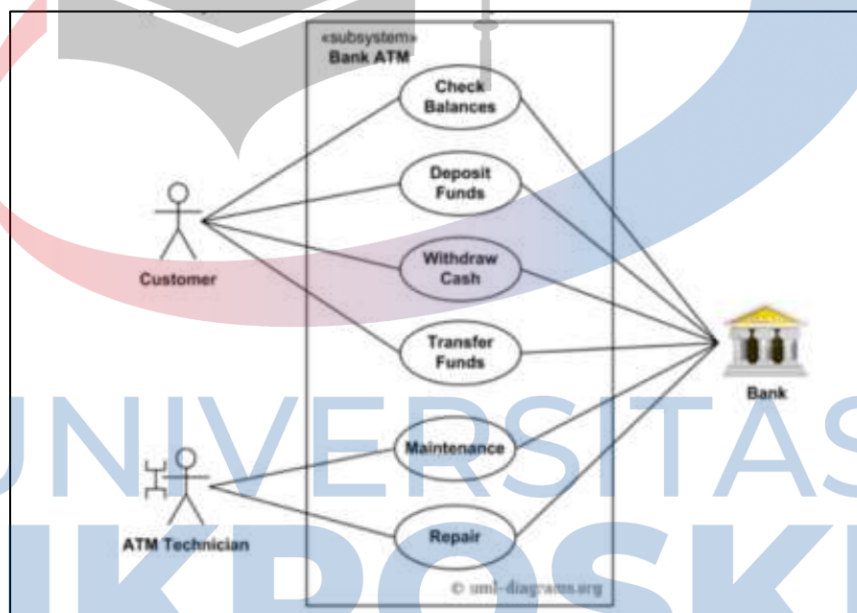 «subsystem»
Bank ATM
Check
Balances
Deposit
Funds
Customer
Withdraw
Cash
Transfer
Funds
Bank
Maintenance
ATM Technician
Repair
© uml-diagrams.org
UNIVERSITAS